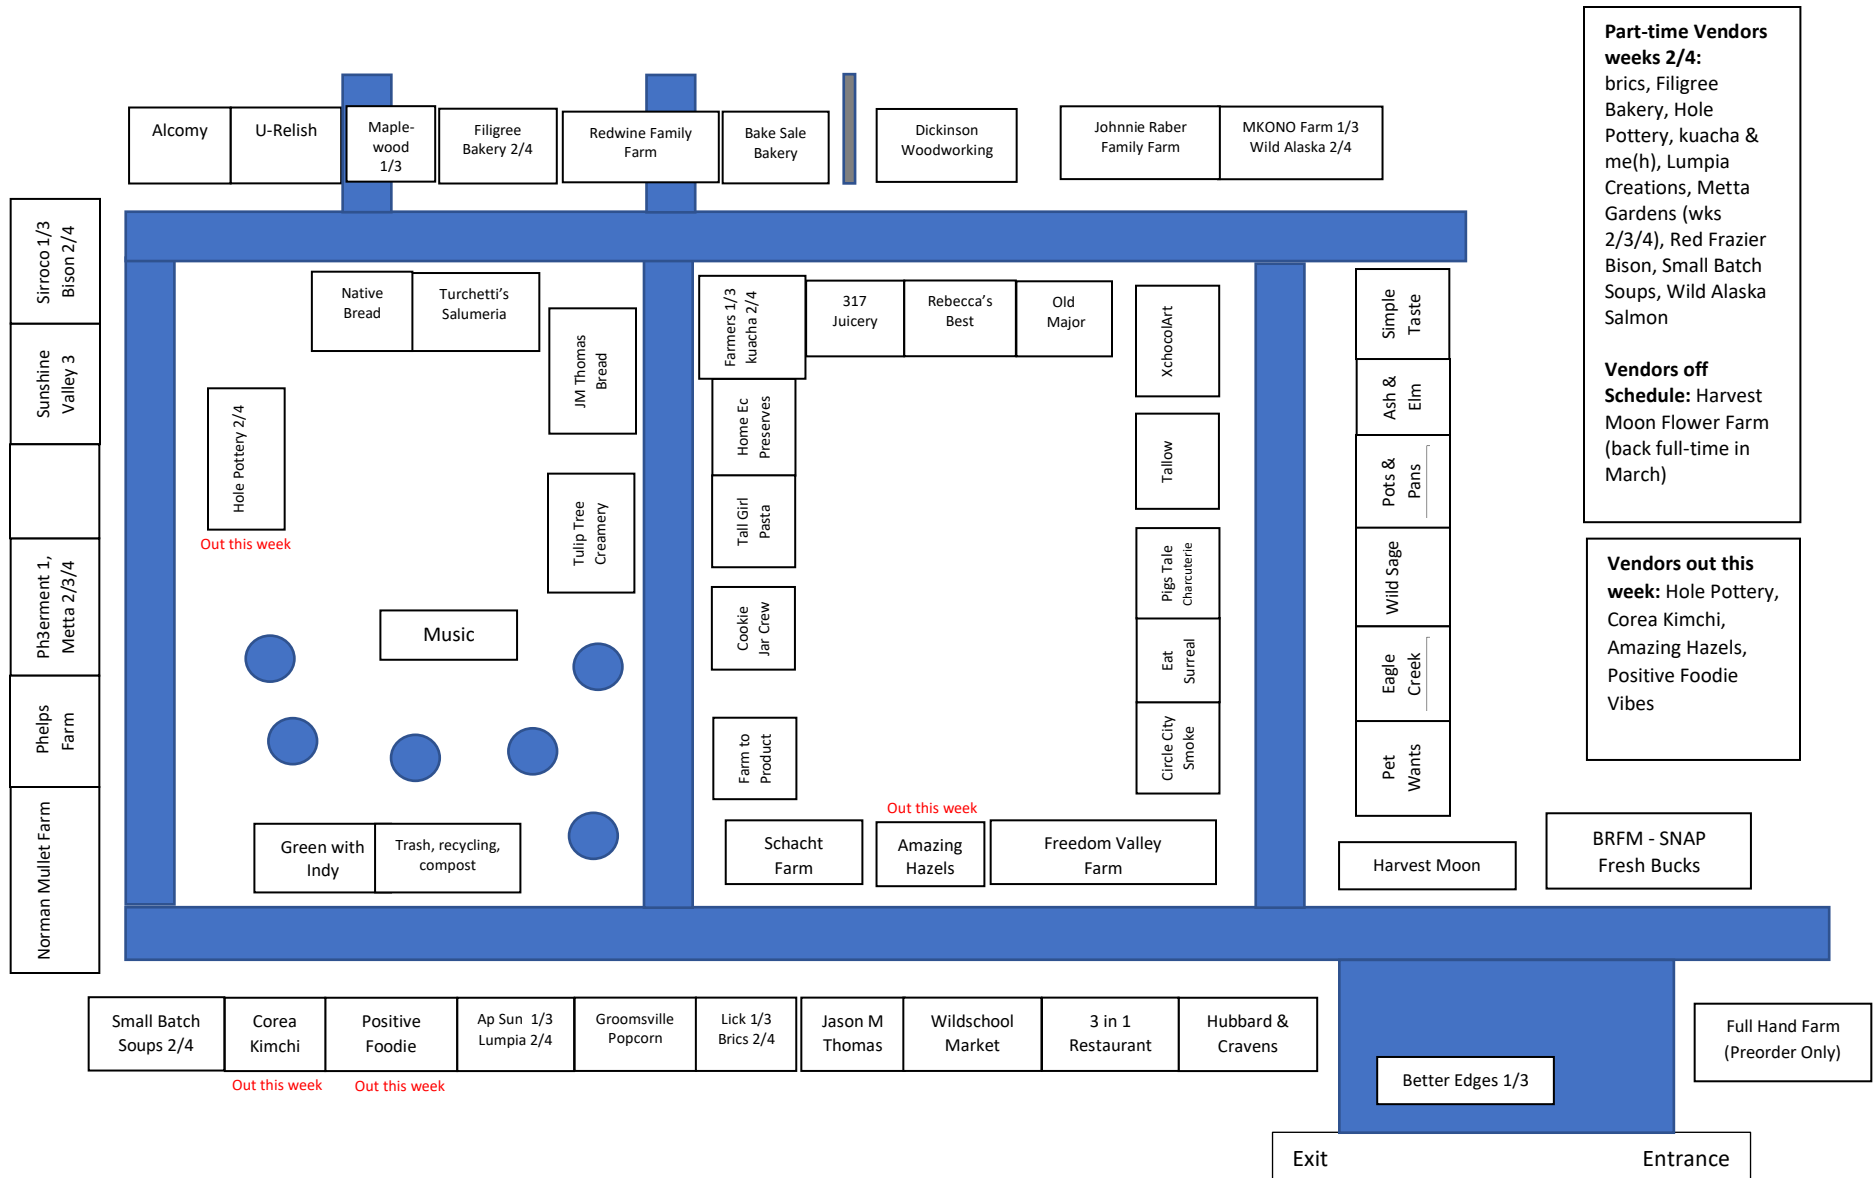 Part-time Vendors
weeks 2/4:
brics, Filigree
Bakery, Hole
Pottery, kuacha &
me(h), Lumpia
Creations, Metta
Gardens (wks
2/3/4), Red Frazier
Bison, Small Batch
Soups, Wild Alaska
Salmon
Vendors off
Schedule: Harvest
Moon Flower Farm
(back full-time in
March)
Vendors out this
week: Hole Pottery,
Corea Kimchi,
Amazing Hazels,
Positive Foodie
Vibes
Alcomy
U-Relish
Maple-
wood
1/3
Filigree
Bakery 2/4
Redwine Family
Farm
Bake Sale
Bakery
Dickinson
Woodworking
Johnnie Raber
Family Farm
MKONO Farm 1/3
Wild Alaska 2/4
Sirroco 1/3
Bison 2/4
Sunshine
Valley 3
Ph3erment 1,
Metta 2/3/4
Phelps
Farm
Norman Mullet Farm
Native
Bread
Turchetti's
Salumeria
JM Thomas
Bread
Hole Pottery 2/4
Out this week
Tulip Tree
Creamery
Music
Green with
Indy
Trash, recycling,
compost
Farmers 1/3
kuacha 2/4
317
Juicery
Rebecca's
Best
Old
Major
Home Ec
Preserves
Tall Girl
Pasta
Cookie
Jar Crew
Farm to
Product
XchocolArt
Tallow
Pigs Tale
Charcuterie
Eat
Surreal
Circle City
Smoke
Out this week
Schacht
Farm
Amazing
Hazels
Freedom Valley
Farm
Simple
Taste
Ash &
Elm
Pots &
Pans
Wild Sage
Eagle
Creek
Pet
Wants
Harvest Moon
BRFM - SNAP
Fresh Bucks
Small Batch
Soups 2/4
Corea
Kimchi
Out this week
Positive
Foodie
Out this week
Ap Sun 1/3
Lumpia 2/4
Groomsville
Popcorn
Lick 1/3
Brics 2/4
Jason M
Thomas
Wildschool
Market
3 in 1
Restaurant
Hubbard &
Cravens
Better Edges 1/3
Full Hand Farm
(Preorder Only)
Exit
Entrance